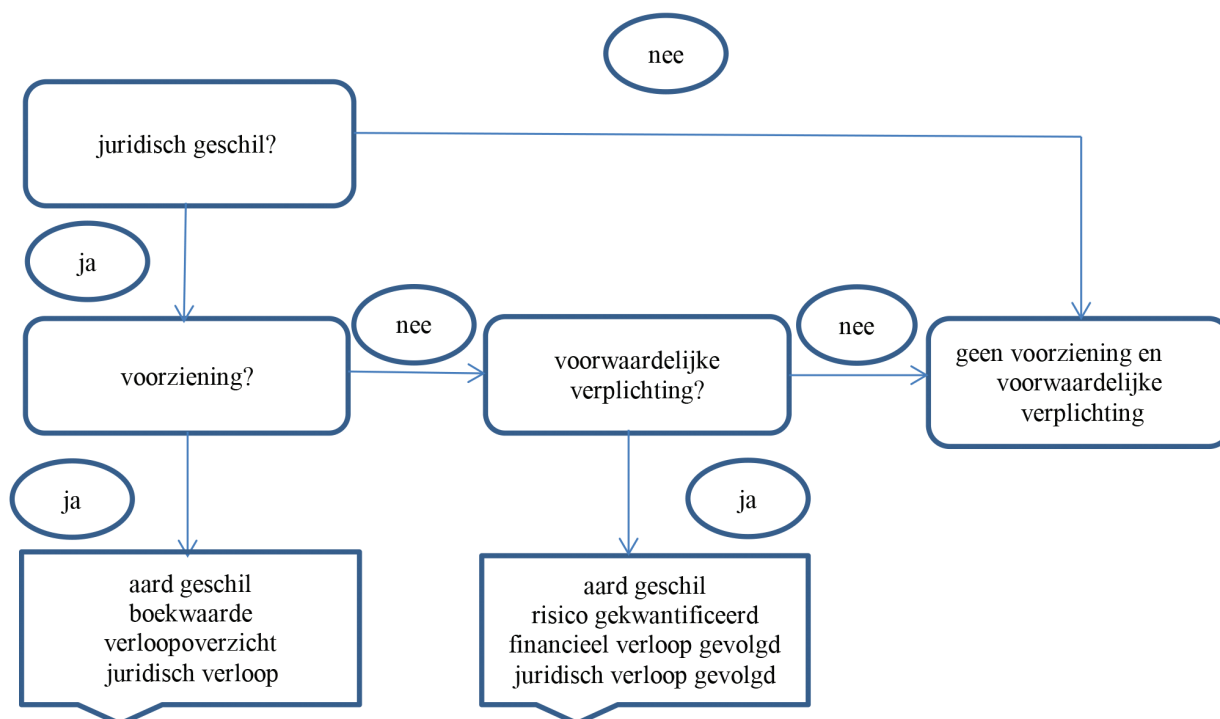 nee
juridisch geschil?
ja
nee
nee
voorziening?
voorwaardelijke
verplichting?
geen voorziening en
voorwaardelijke
verplichting
ja
ja
aard geschil
boekwaarde
verloopoverzicht
juridisch verloop
aard geschil
risico gekwantificeerd
financieel verloop gevolgd
juridisch verloop gevolgd